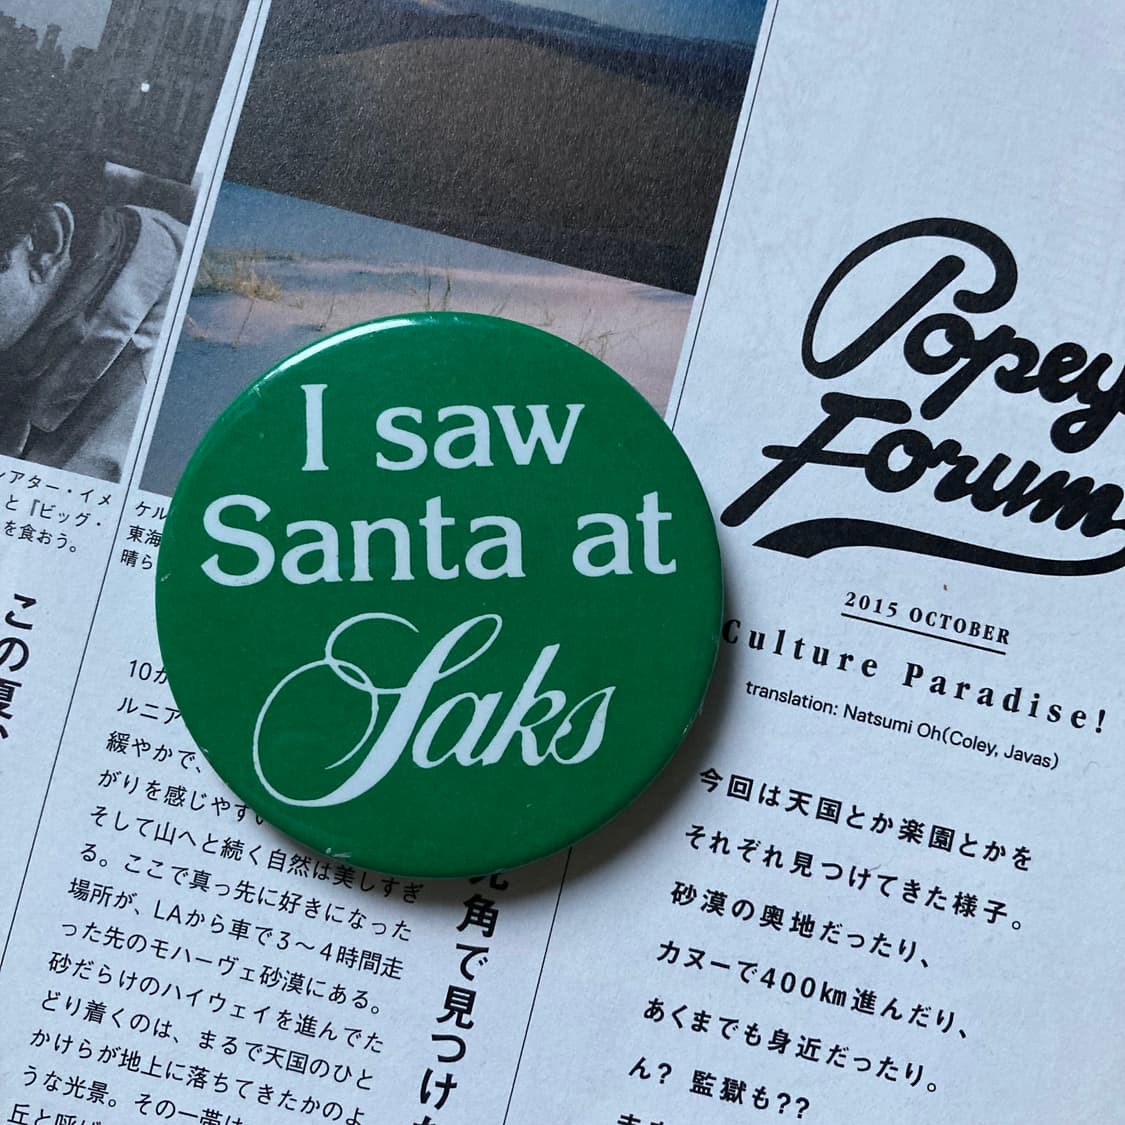 I saw
Santa at
Saks
Popeye
Forum
2015 OCTOBER
Culture Paradise!
translation: Natsumi Oh(Coley, Javas)
今回は天国とか楽園とかを
それぞれ見つけてきた様子。
砂漠の奥地だったり、
カヌーで400km進んだり、
あくまでも身近だったり。
ん? 監獄も??
アター・イメ
と『ビッグ・
を食おう。
ケル
東海
晴ら
この夏、
10か
ルニア
緩やかで、
がりを感じやすい
そして山へと続く自然は美しすぎ
る。ここで真っ先に好きになった
場所が、LAから車で3〜4時間走
った先のモハーヴェ砂漠にある。
砂だらけのハイウェイを進んでた
どり着くのは、まるで天国のひと
かけらが地上に落ちてきたかのよ
うな光景。その一帯は
丘と呼ば
角で見つけ